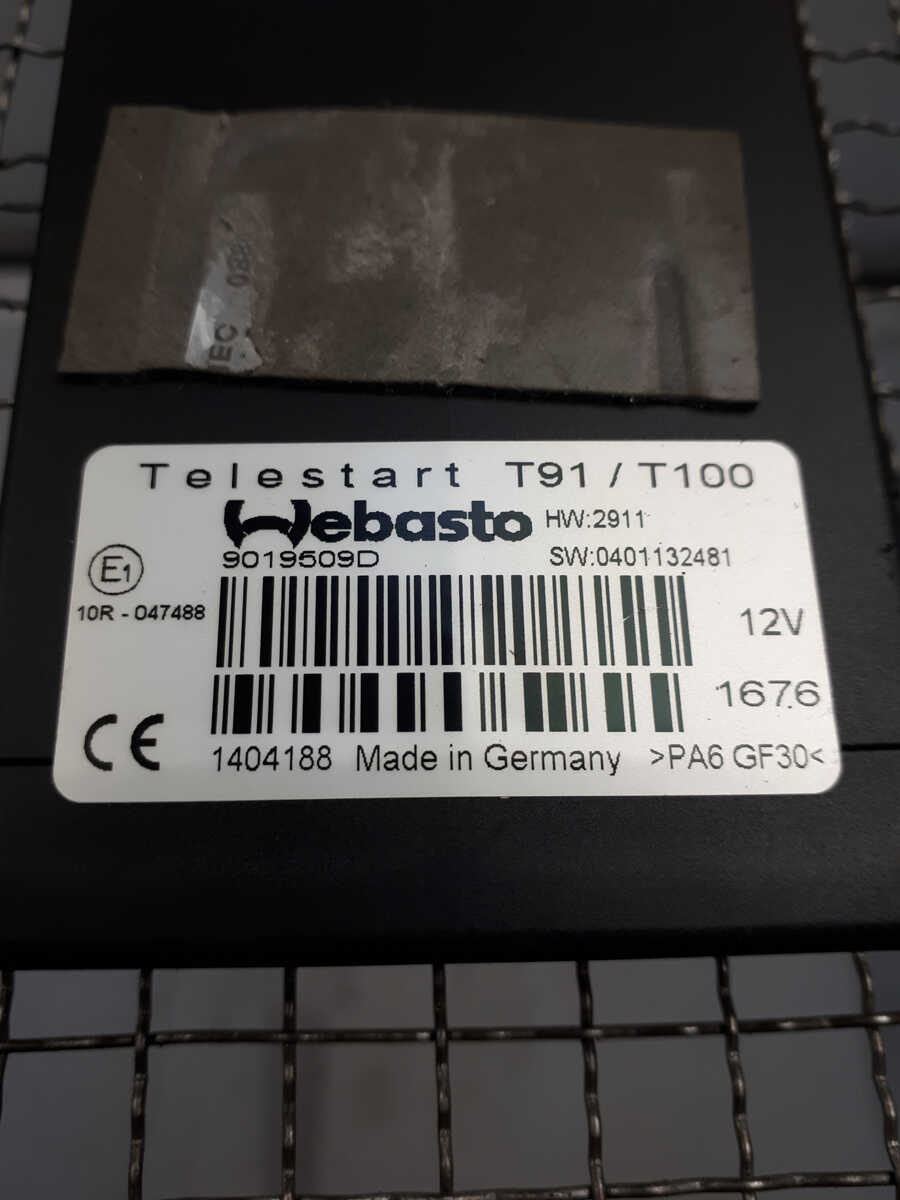 Telestart T91 / T100
Webasto HW:2911
9019509D SW:0401132481
E1
10R - 047488
12V
1676
CE
1404188 Made in Germany >PA6 GF30<